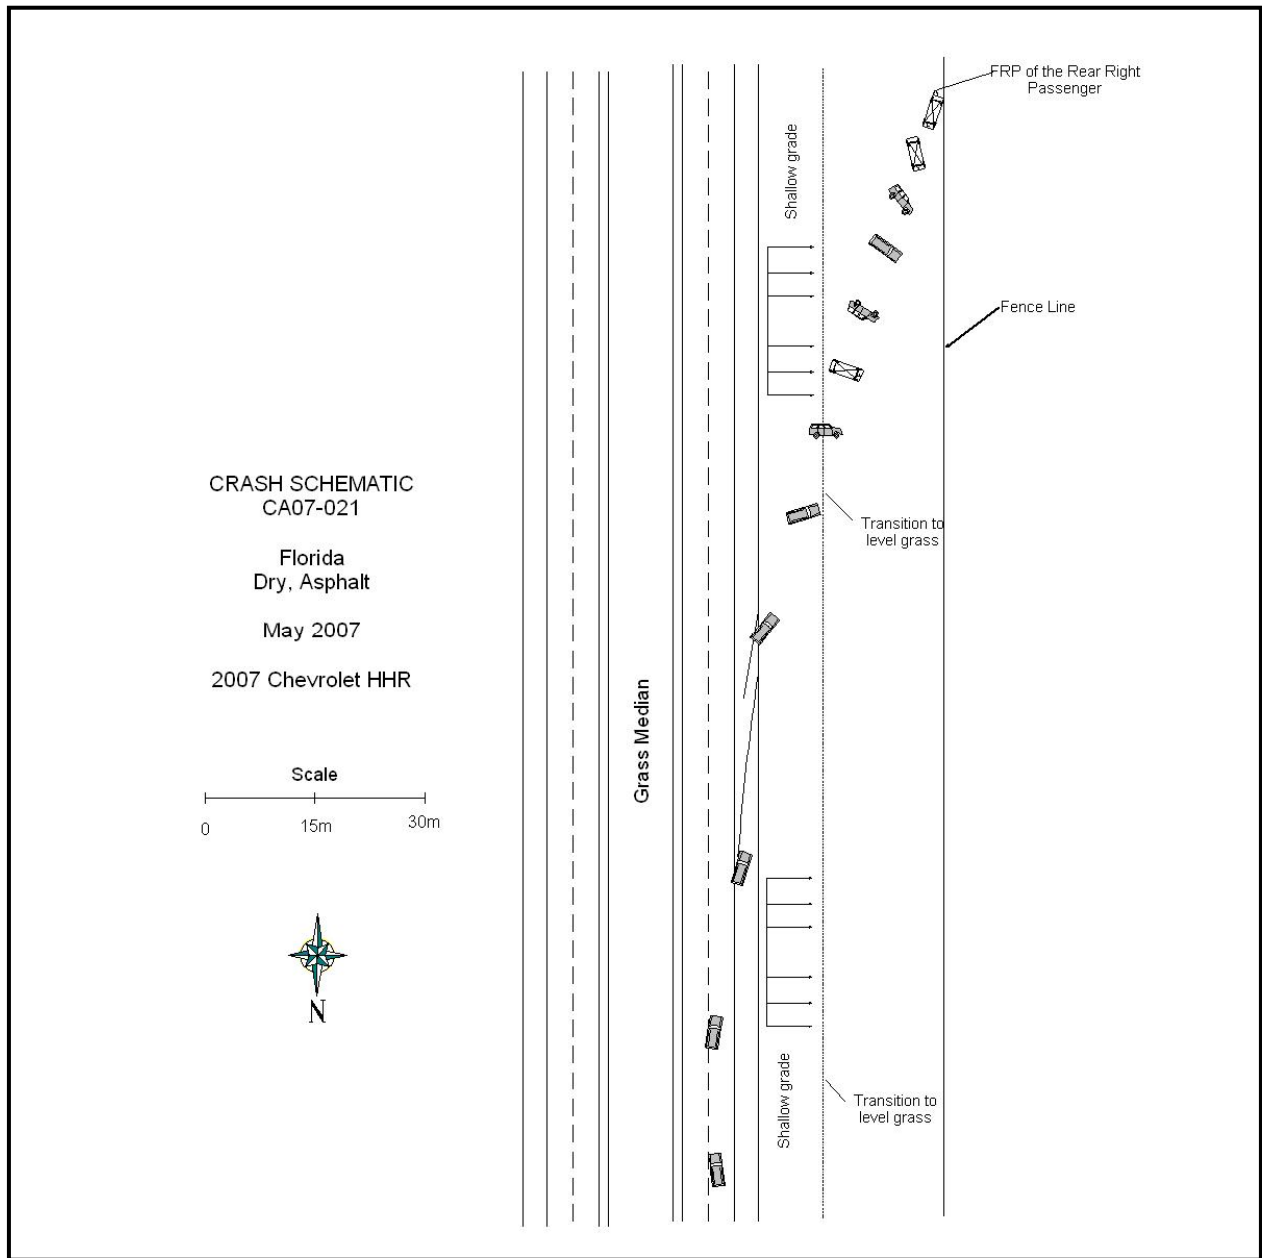 FRP of the Rear Right
Passenger
Shallow grade
Fence Line
CRASH SCHEMATIC
CA07-021
Florida
Dry, Asphalt
May 2007
2007 Chevrolet HHR
Transition to
level grass
Grass Median
Scale
0
15m
30m
N
Shallow grade
Transition to
level grass